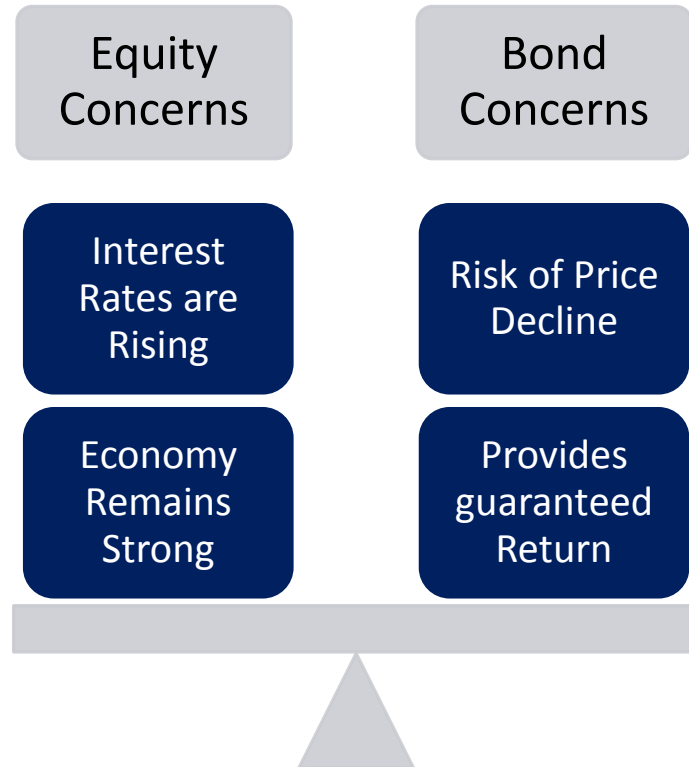 Equity
Concerns
Bond
Concerns
Interest
Rates are
Rising
Risk of Price
Decline
Economy
Remains
Strong
Provides
guaranteed
Return